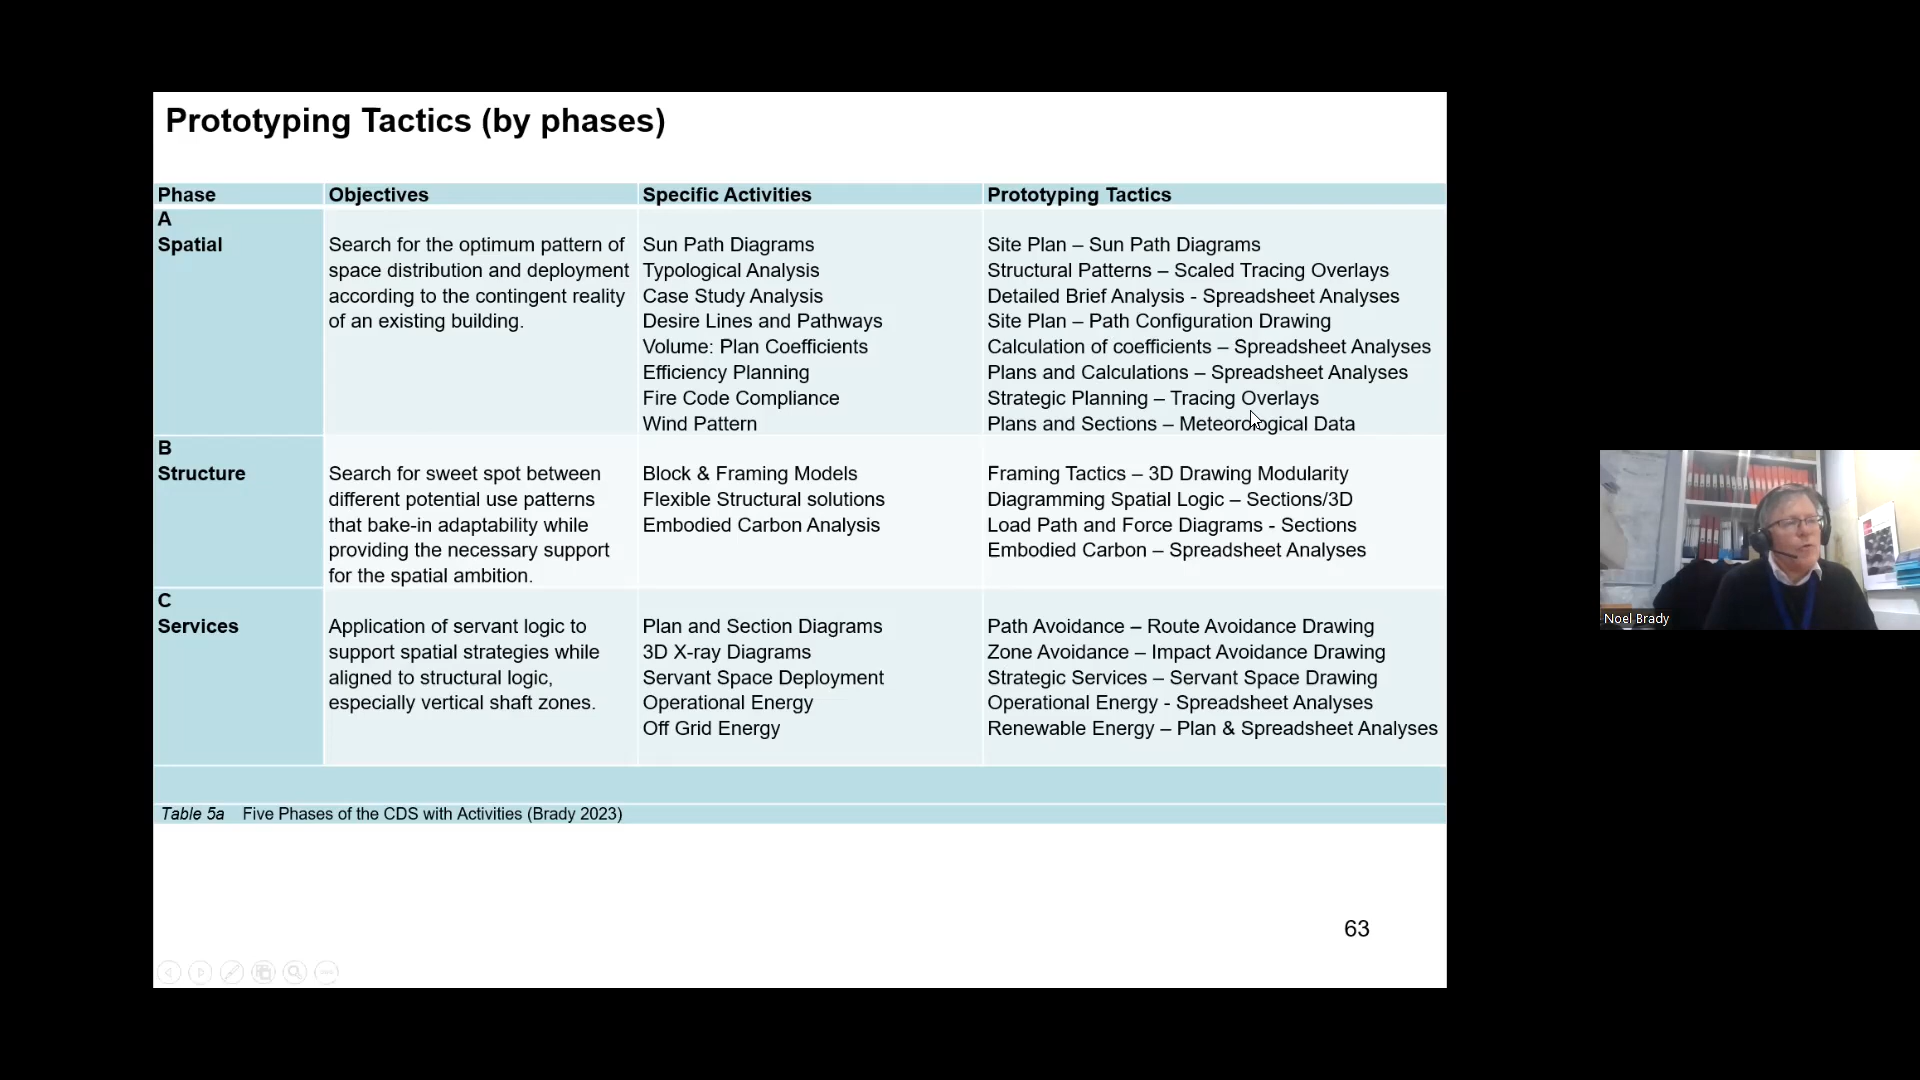 Prototyping Tactics (by phases)
Phase
Objectives
Specific Activities
Prototyping Tactics
A
Spatial
Search for the optimum pattern of
space distribution and deployment
according to the contingent reality
of an existing building.
Sun Path Diagrams
Typological Analysis
Case Study Analysis
Desire Lines and Pathways
Volume: Plan Coefficients
Efficiency Planning
Fire Code Compliance
Wind Pattern
Site Plan – Sun Path Diagrams
Structural Patterns – Scaled Tracing Overlays
Detailed Brief Analysis - Spreadsheet Analyses
Site Plan – Path Configuration Drawing
Calculation of coefficients – Spreadsheet Analyses
Plans and Calculations – Spreadsheet Analyses
Strategic Planning – Tracing Overlays
Plans and Sections – Meteorological Data
B
Structure
Search for sweet spot between
different potential use patterns
that bake-in adaptability while
providing the necessary support
for the spatial ambition.
Block & Framing Models
Flexible Structural solutions
Embodied Carbon Analysis
Framing Tactics – 3D Drawing Modularity
Diagramming Spatial Logic – Sections/3D
Load Path and Force Diagrams - Sections
Embodied Carbon – Spreadsheet Analyses
C
Services
Application of servant logic to
support spatial strategies while
aligned to structural logic,
especially vertical shaft zones.
Plan and Section Diagrams
3D X-ray Diagrams
Servant Space Deployment
Operational Energy
Off Grid Energy
Path Avoidance – Route Avoidance Drawing
Zone Avoidance – Impact Avoidance Drawing
Strategic Services – Servant Space Drawing
Operational Energy - Spreadsheet Analyses
Renewable Energy – Plan & Spreadsheet Analyses
Table 5a Five Phases of the CDS with Activities (Brady 2023)
63
Noel Brady